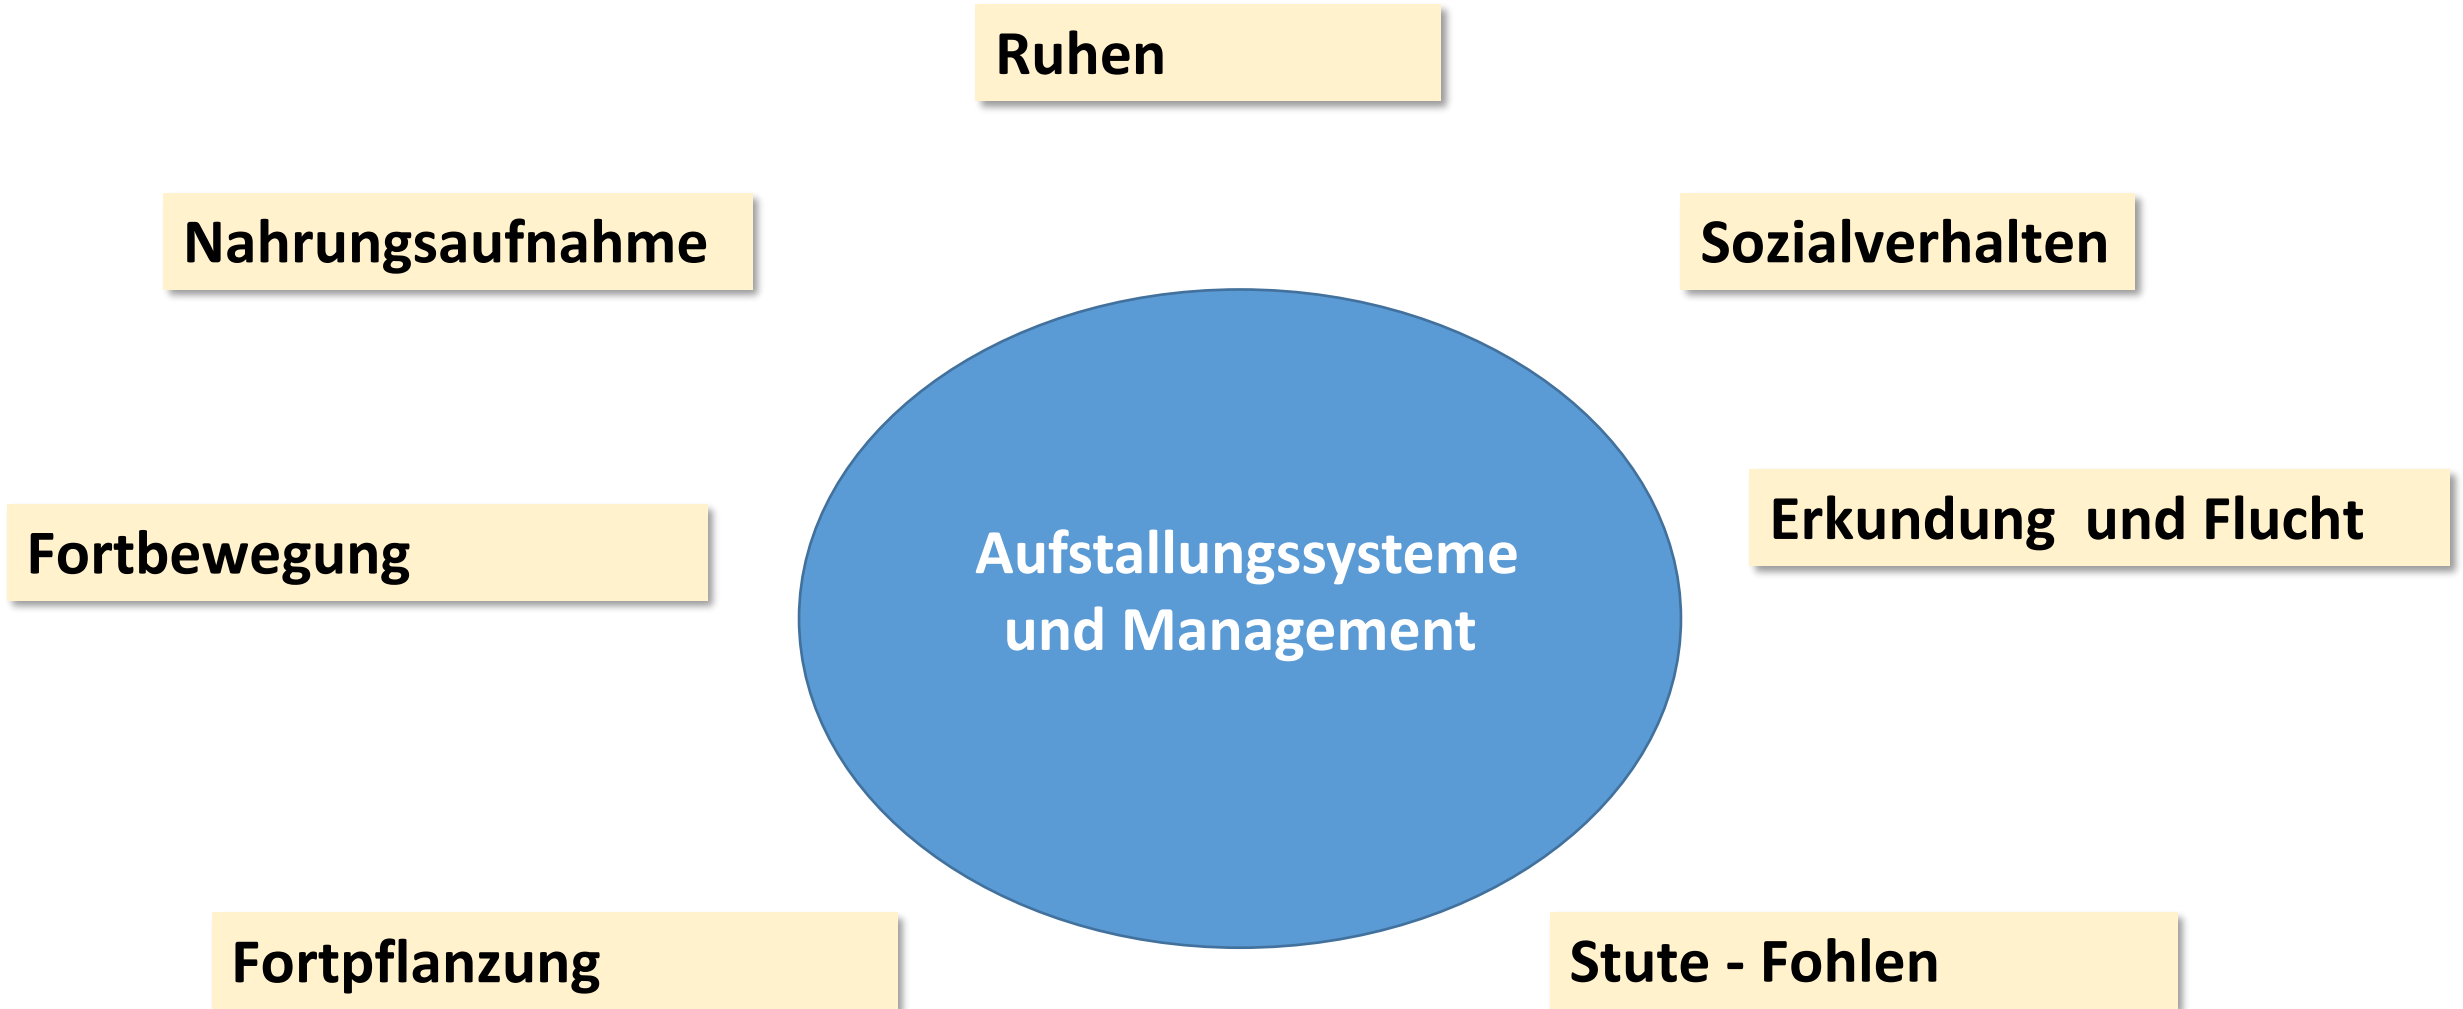 Ruhen
Nahrungsaufnahme
Sozialverhalten
Erkundung  und Flucht
Fortbewegung
Aufstallungssysteme
und Management
Fortpflanzung
Stute - Fohlen